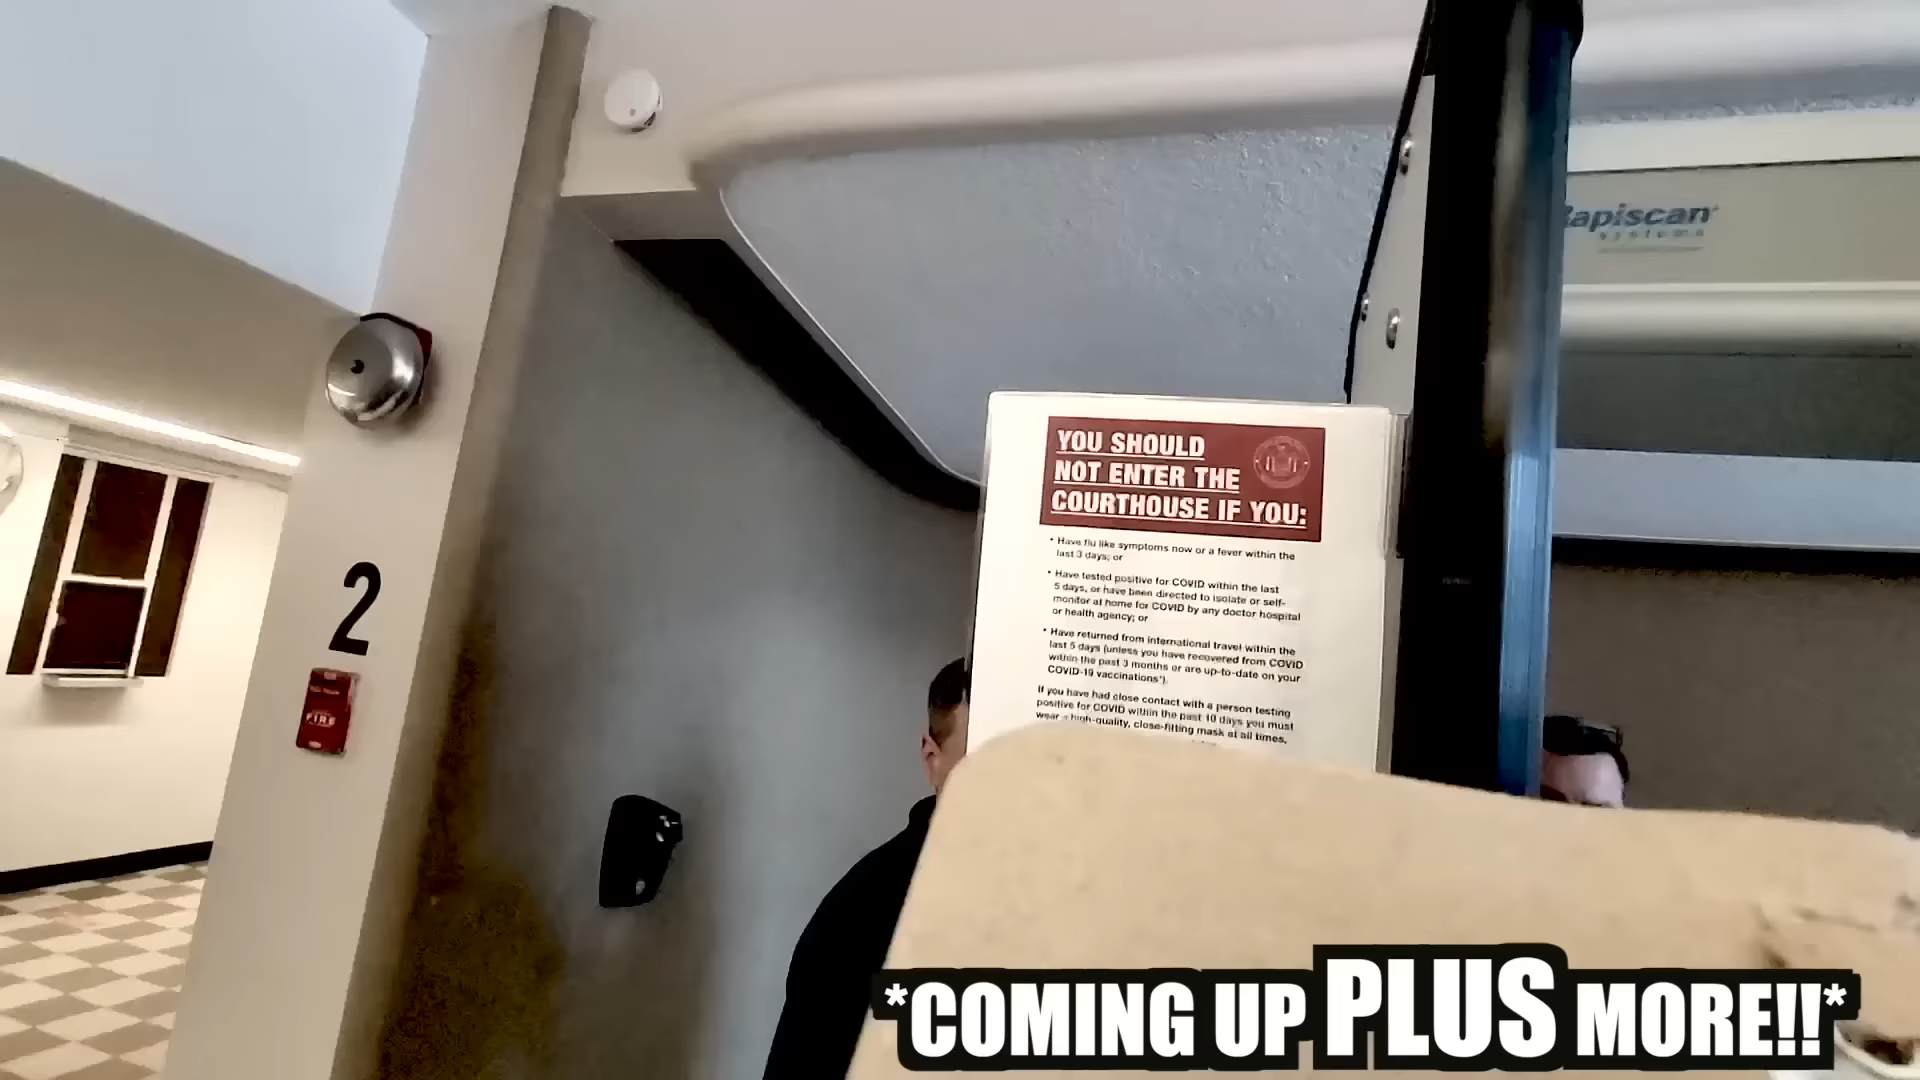 Rapiscan
systems
YOU SHOULD
NOT ENTER THE
COURTHOUSE IF YOU:
• Have flu like symptoms now or a fever within the
last 3 days; or
• Have tested positive for COVID within the last
5 days, or have been directed to isolate or self-
monitor at home for COVID by any doctor hospital
or health agency; or
• Have returned from international travel within the
last 5 days (unless you have recovered from COVID
within the past 3 months or are up-to-date on your
COVID-19 vaccinations*).
If you have had close contact with a person testing
positive for COVID within the past 10 days you must
wear a high-quality, close-fitting mask at all times,
2
FIRE
*COMING UP PLUS MORE!!*